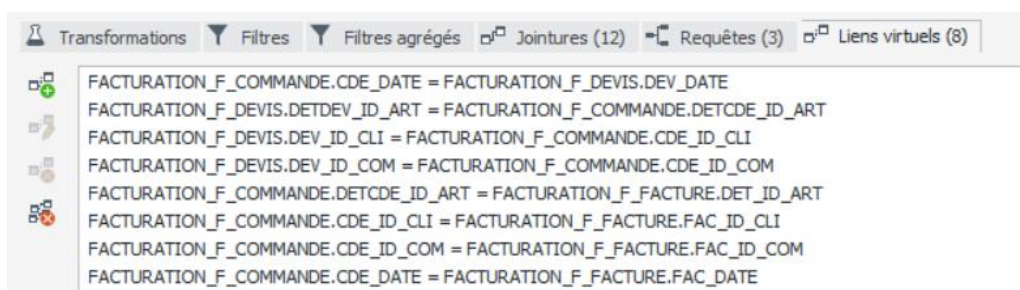 Transformations Filtres Filtres agrégés Jointures (12) Requêtes (3) Liens virtuels (8)
FACTURATION_F_COMMANDE.CDE_DATE = FACTURATION_F_DEVIS.DEV_DATE
FACTURATION_F_DEVIS.DETDEV_ID_ART = FACTURATION_F_COMMANDE.DETCDE_ID_ART
FACTURATION_F_DEVIS.DEV_ID_CLI = FACTURATION_F_COMMANDE.CDE_ID_CLI
FACTURATION_F_DEVIS.DEV_ID_COM = FACTURATION_F_COMMANDE.CDE_ID_COM
FACTURATION_F_COMMANDE.DETCDE_ID_ART = FACTURATION_F_FACTURE.DET_ID_ART
FACTURATION_F_COMMANDE.CDE_ID_CLI = FACTURATION_F_FACTURE.FAC_ID_CLI
FACTURATION_F_COMMANDE.CDE_ID_COM = FACTURATION_F_FACTURE.FAC_ID_COM
FACTURATION_F_COMMANDE.CDE_DATE = FACTURATION_F_FACTURE.FAC_DATE